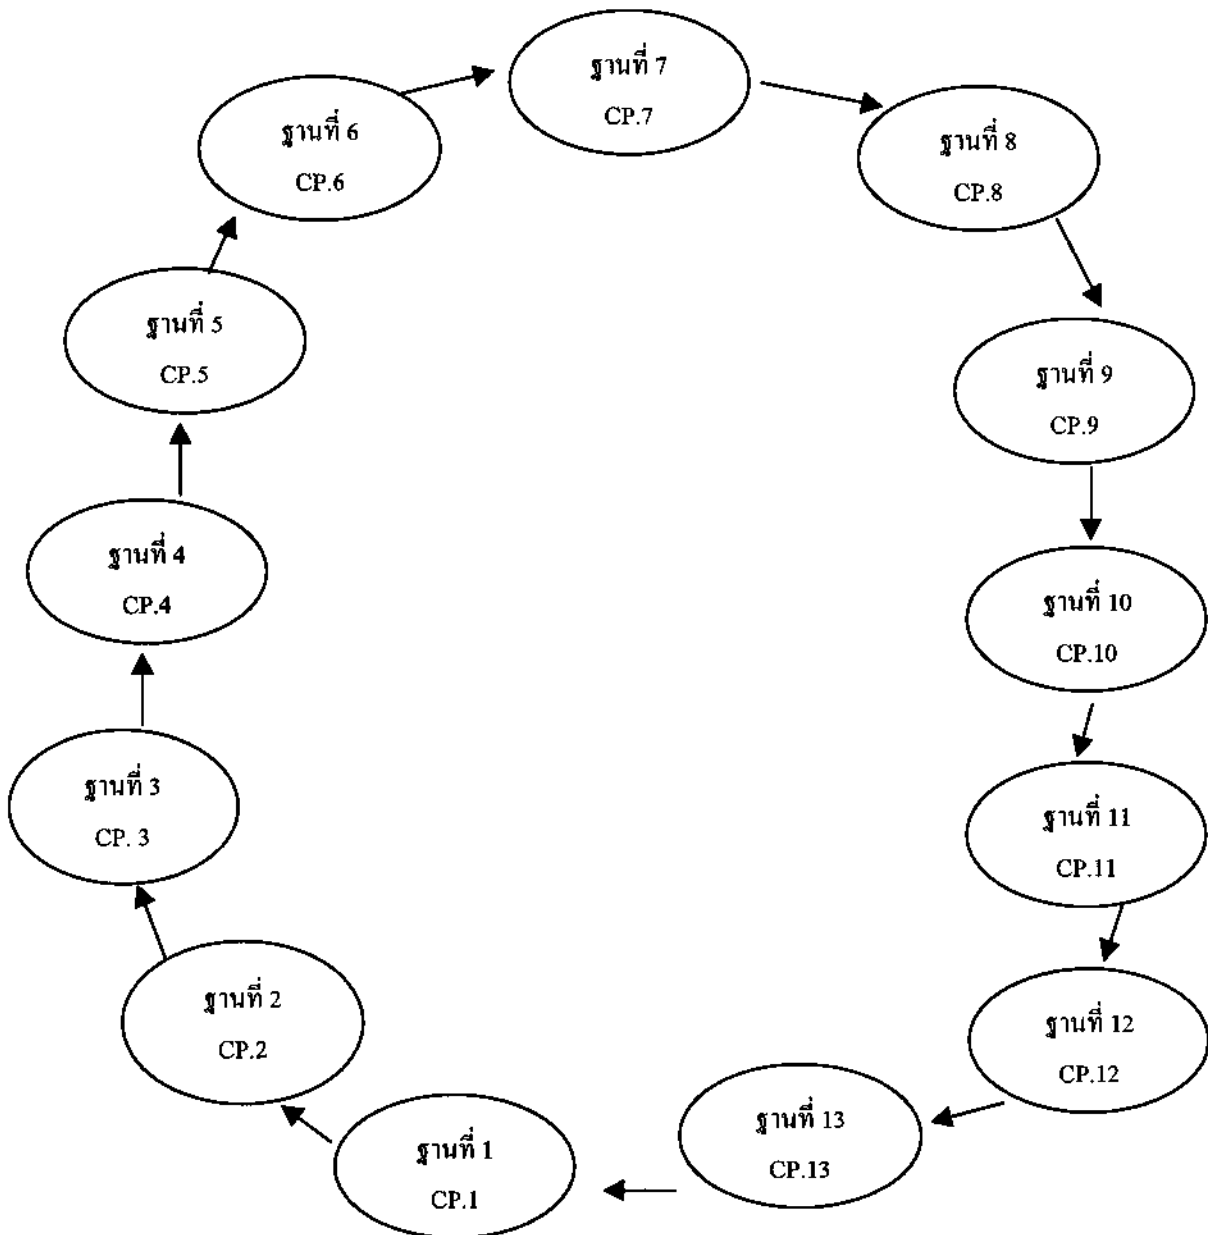 ฐานที่ 7
CP.7
ฐานที่ 6
CP.6
ฐานที่ 8
CP.8
ฐานที่ 5
CP.5
ฐานที่ 9
CP.9
ฐานที่ 4
CP.4
ฐานที่ 10
CP.10
ฐานที่ 3
CP. 3
ฐานที่ 11
CP.11
ฐานที่ 2
CP.2
ฐานที่ 12
CP.12
ฐานที่ 13
CP.13
ฐานที่ 1
CP.1